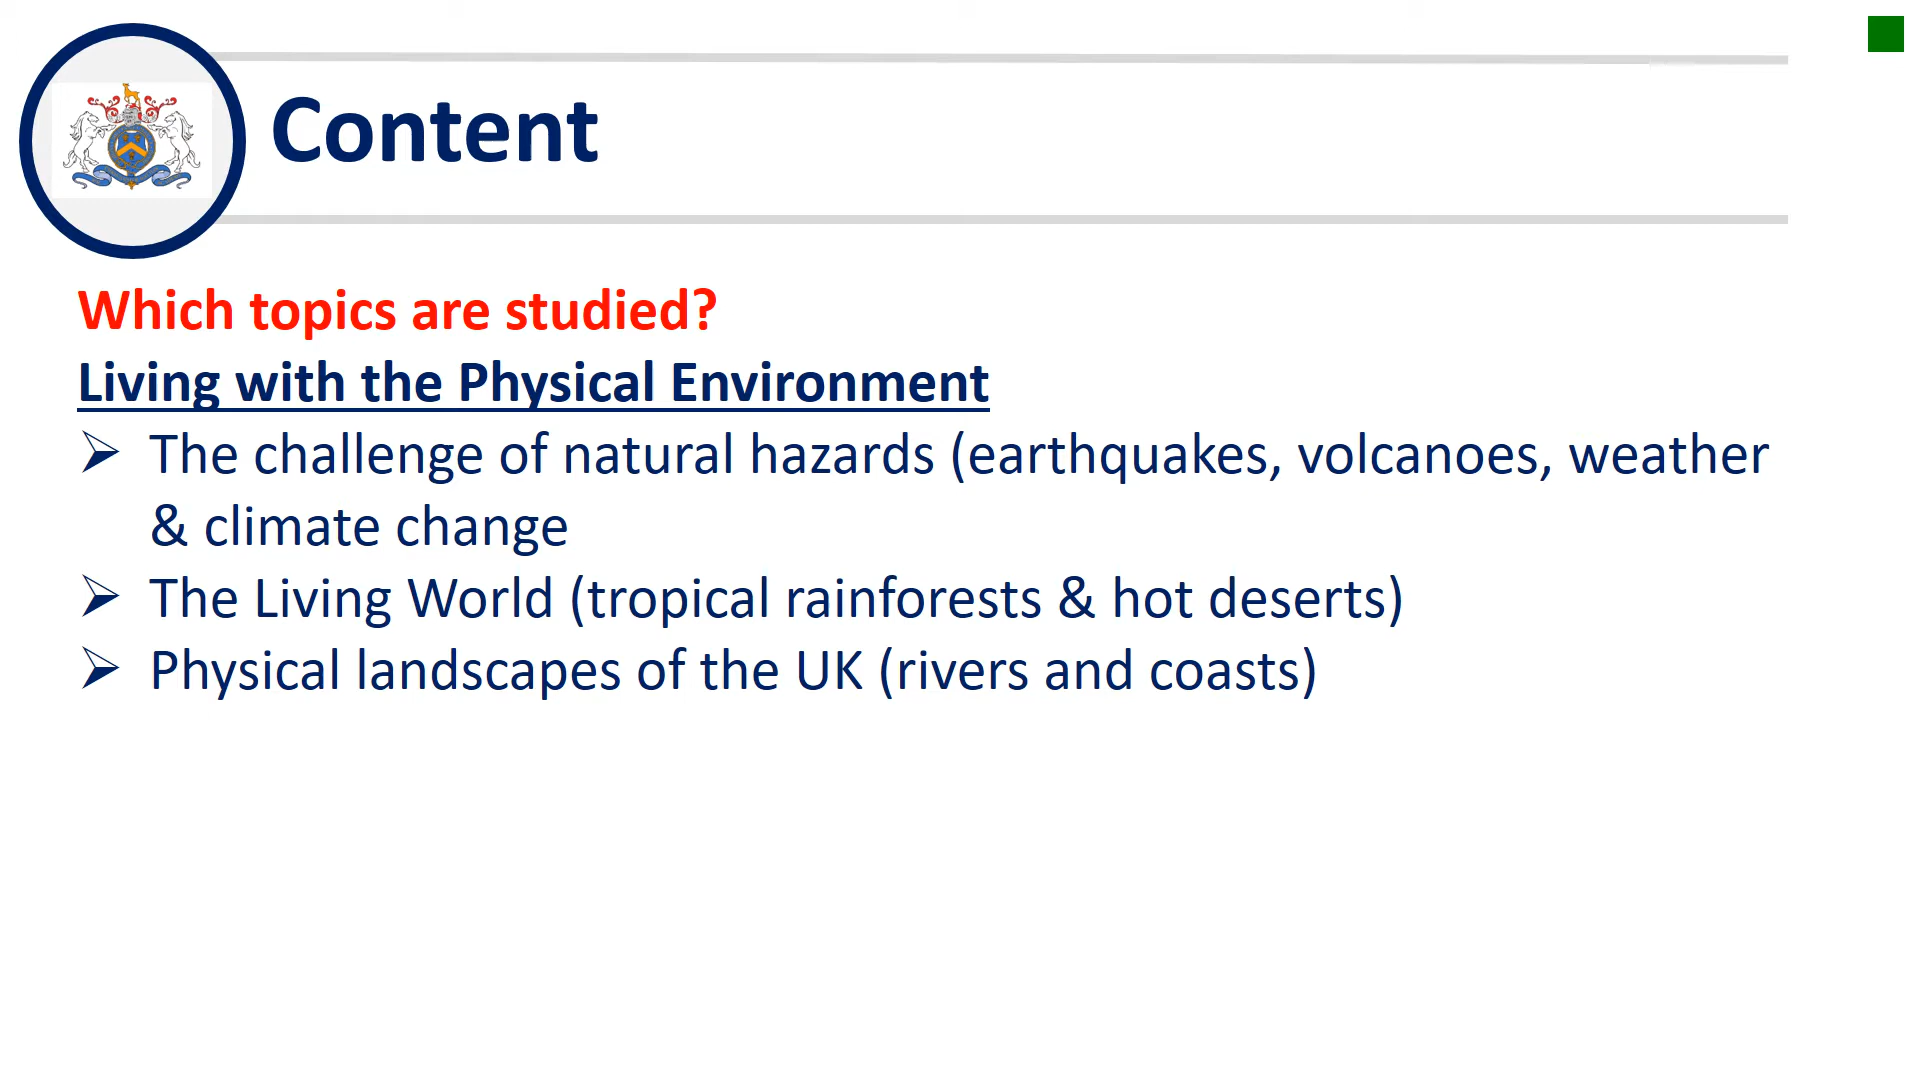 Content
Which topics are studied?
Living with the Physical Environment
➢ The challenge of natural hazards (earthquakes, volcanoes, weather
& climate change
➢ The Living World (tropical rainforests & hot deserts)
➢ Physical landscapes of the UK (rivers and coasts)